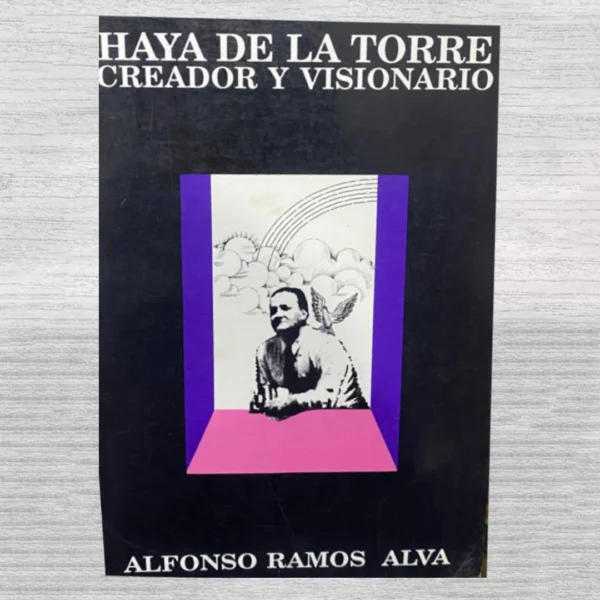 HAYA DE LA TORRE
CREADOR Y VISIONARIO
ALFONSO RAMOS ALVA